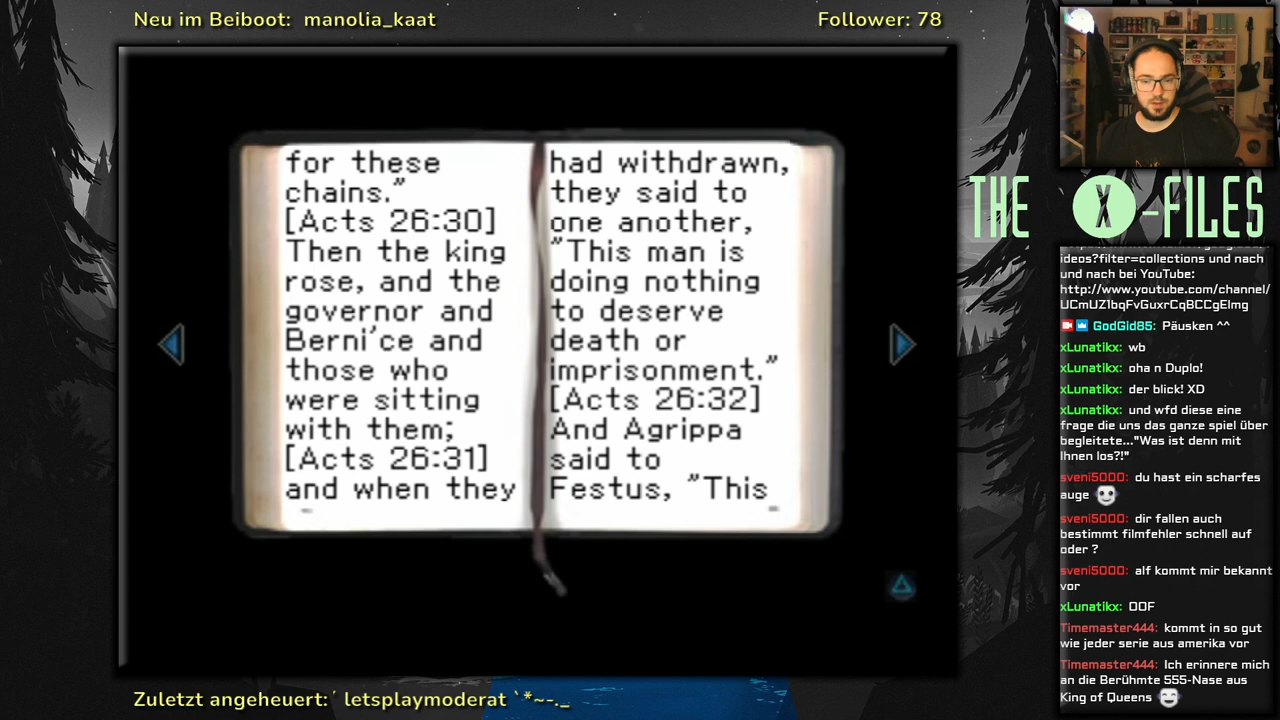 Neu im Beiboot: manolia_kaat
Follower: 78
for these
chains."
[Acts 26:30]
Then the king
rose, and the
governor and
Berni'ce and
those who
were sitting
with them;
[Acts 26:31]
and when they
had withdrawn,
they said to
one another,
"This man is
doing nothing
to deserve
death or
imprisonment."
[Acts 26:32]
And Agrippa
said to
Festus, "This
THE X-FILES
ideos?filter=collections und nach
und nach bei YouTube:
http://www.youtube.com/channel/
UCmUZ1bqFvGuxrCqBCCgElmg
GodGid85: Päusken ^^
xLunatikx: wb
xLunatikx: oha n Duplo!
xLunatikx: der blick! XD
xLunatikx: und wfd diese eine
frage die uns das ganze spiel über
begleitete..."Was ist denn mit
Ihnen los?!"
sveni5000: du hast ein scharfes
auge
sveni5000: dir fallen auch
bestimmt filmfehler schnell auf
oder ?
sveni5000: alf kommt mir bekannt
vor
xLunatikx: OOF
Timemaster444: kommt in so gut
wie jeder serie aus amerika vor
Timemaster444: Ich erinnere mich
an die Berühmte 555-Nase aus
King of Queens
Zuletzt angeheuert:´ letsplaymoderat `*~-._